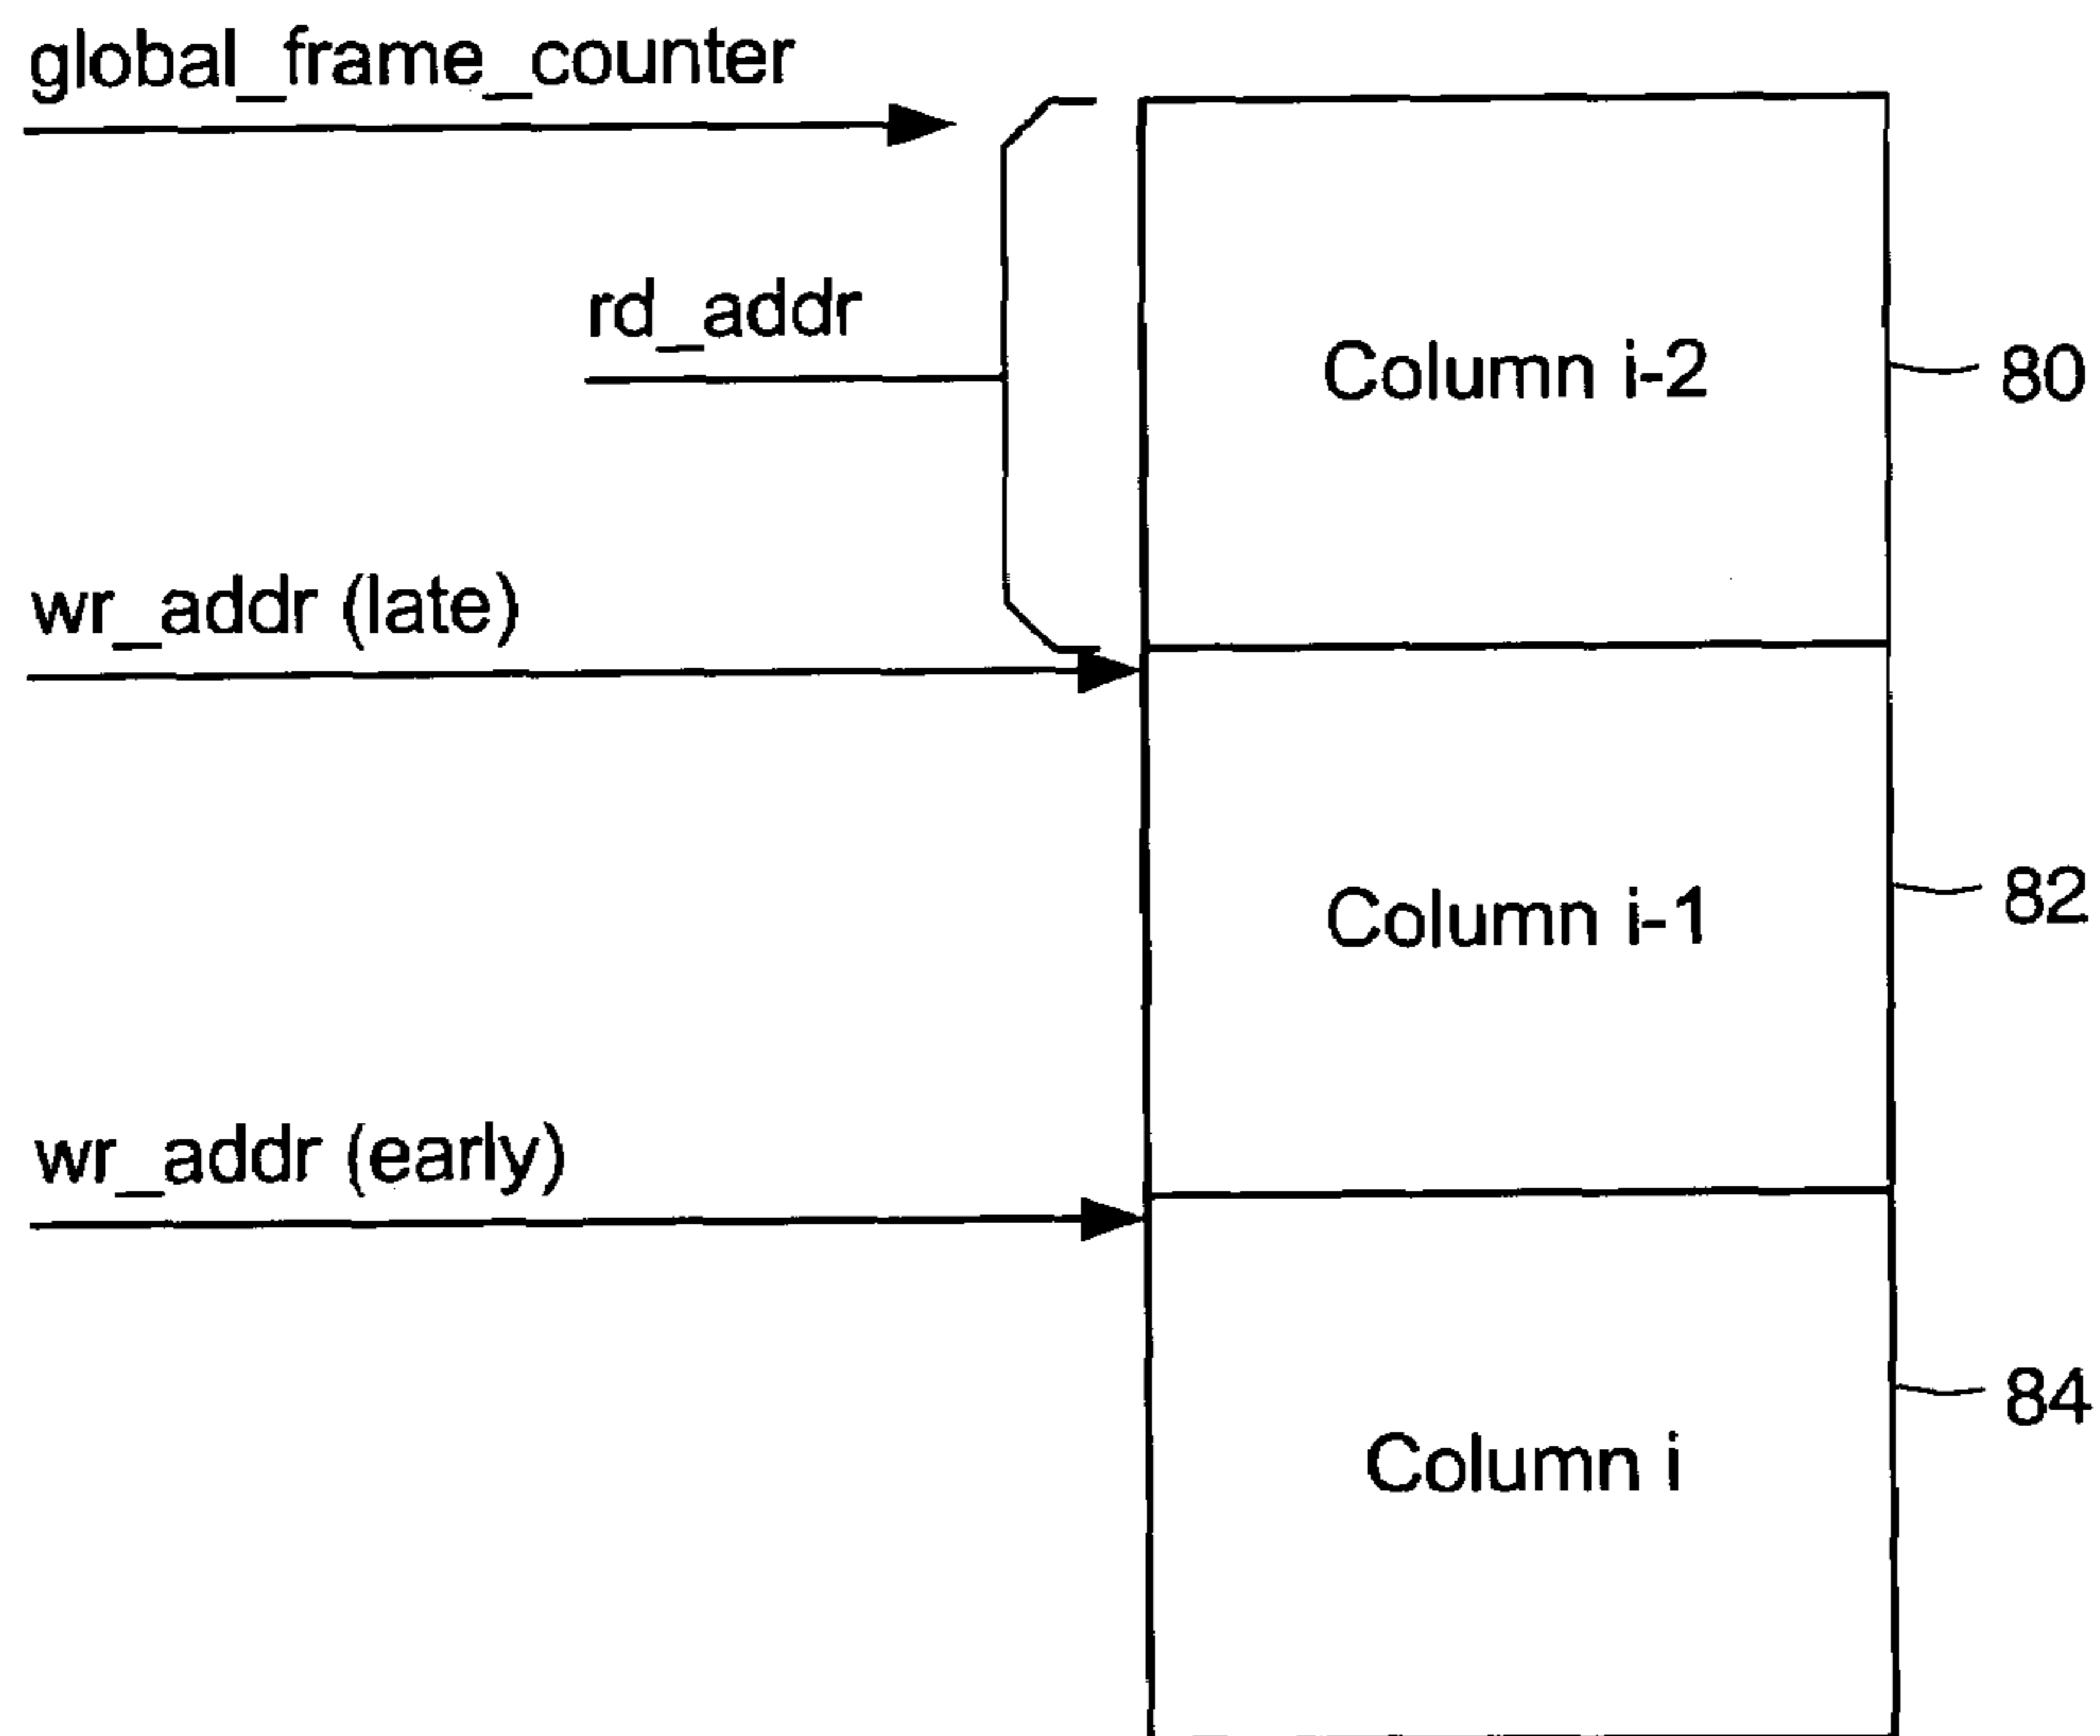 global_frame_counter
rd_addr
Column i-2
80
wr_addr (late)
Column i-1
82
wr_addr (early)
84
Column i